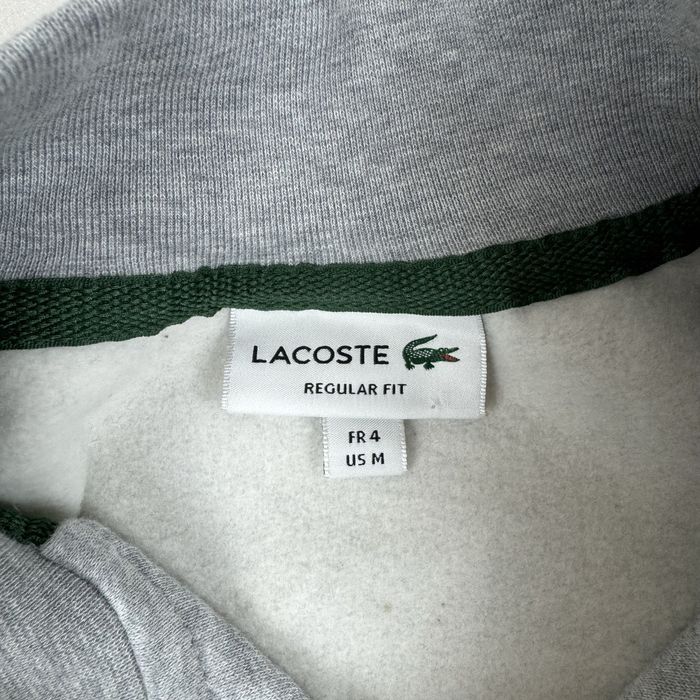 LACOSTE
REGULAR FIT
FR 4
US M